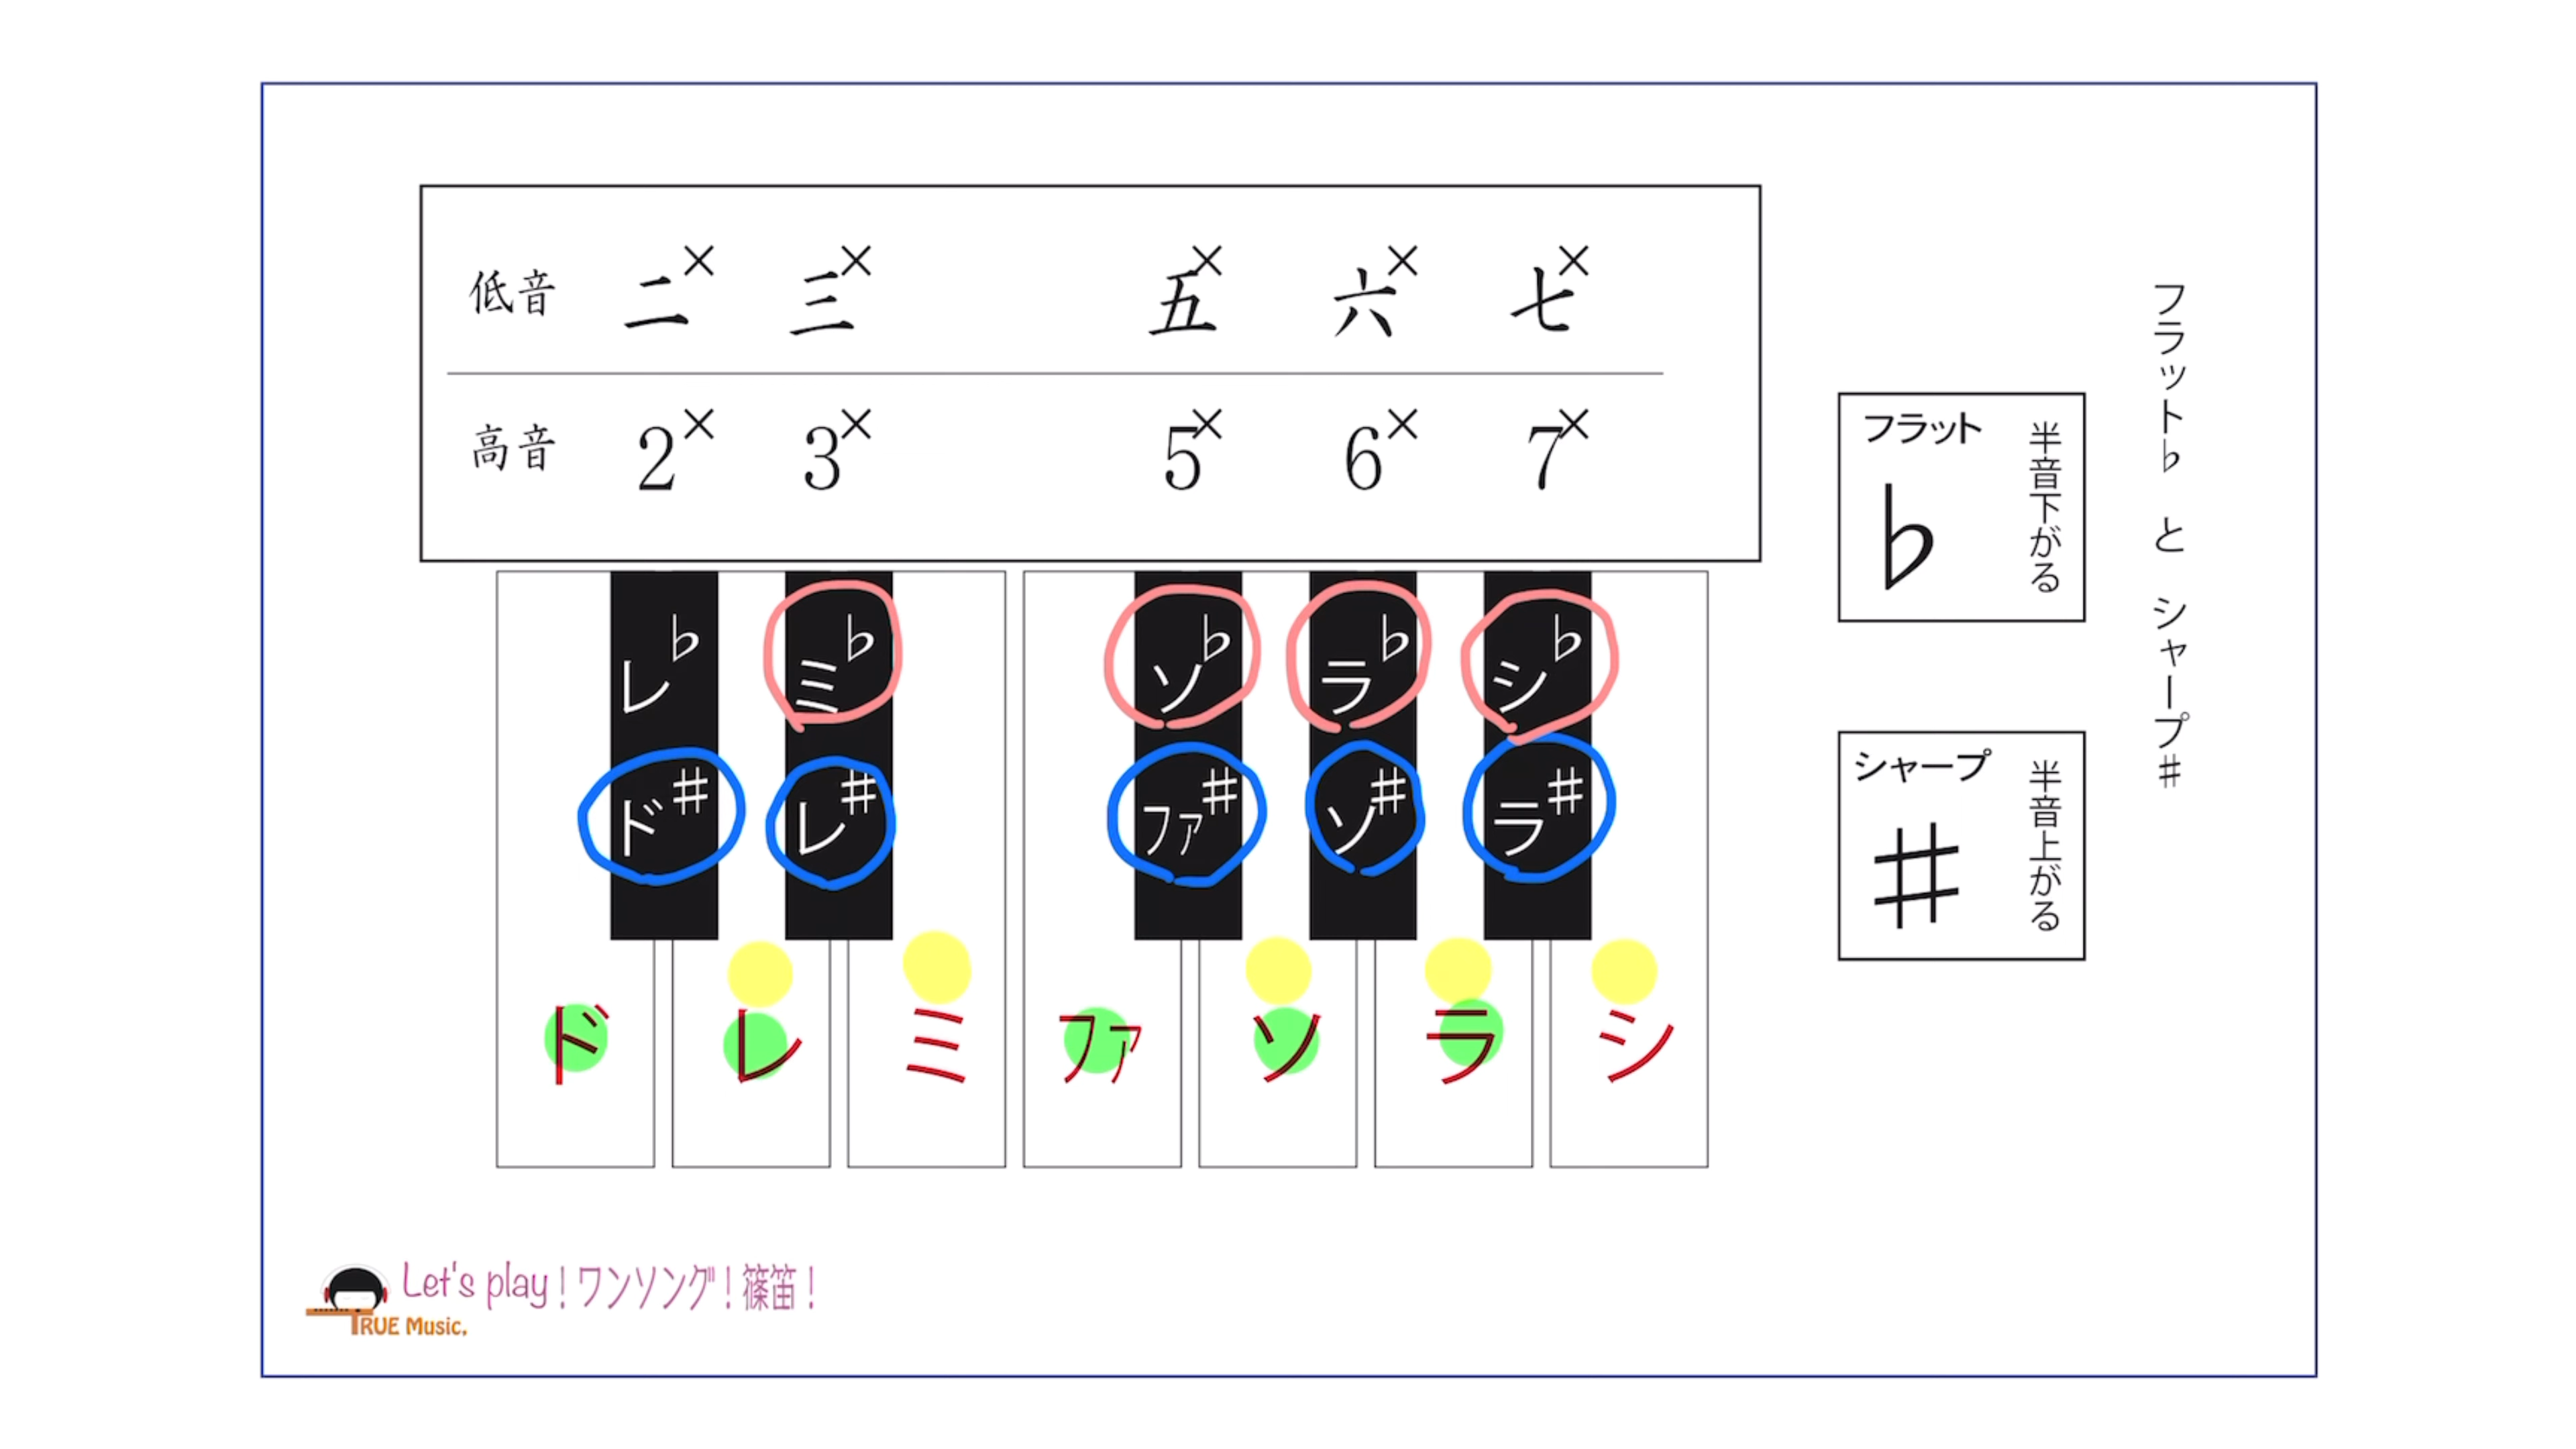 低音 二× 三× 五× 六× 七×
高音 2× 3× 5× 6× 7×
レ♭ ミ♭ ソ♭ ラ♭ シ♭
ド♯ レ♯ ファ♯ ソ♯ ラ♯
ド レ ミ ファ ソ ラ シ
フラット♭ と シャープ♯
フラット
♭
半音下がる
シャープ
♯
半音上がる
Let's play!ワンソング!篠笛!
TRUE Music.